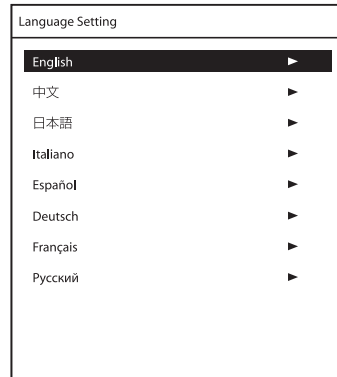 Language Setting
English
中文
日本語
Italiano
Español
Deutsch
Français
Русский